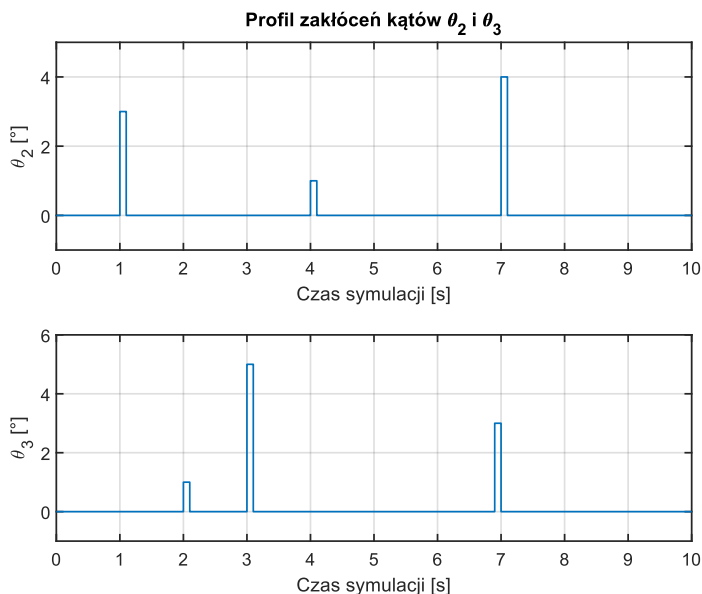 Profil zakłóceń kątów θ₂ i θ₃
4
2
0
θ₂ [°]
0 1 2 3 4 5 6 7 8 9 10
Czas symulacji [s]
6
4
2
0
θ₃ [°]
0 1 2 3 4 5 6 7 8 9 10
Czas symulacji [s]